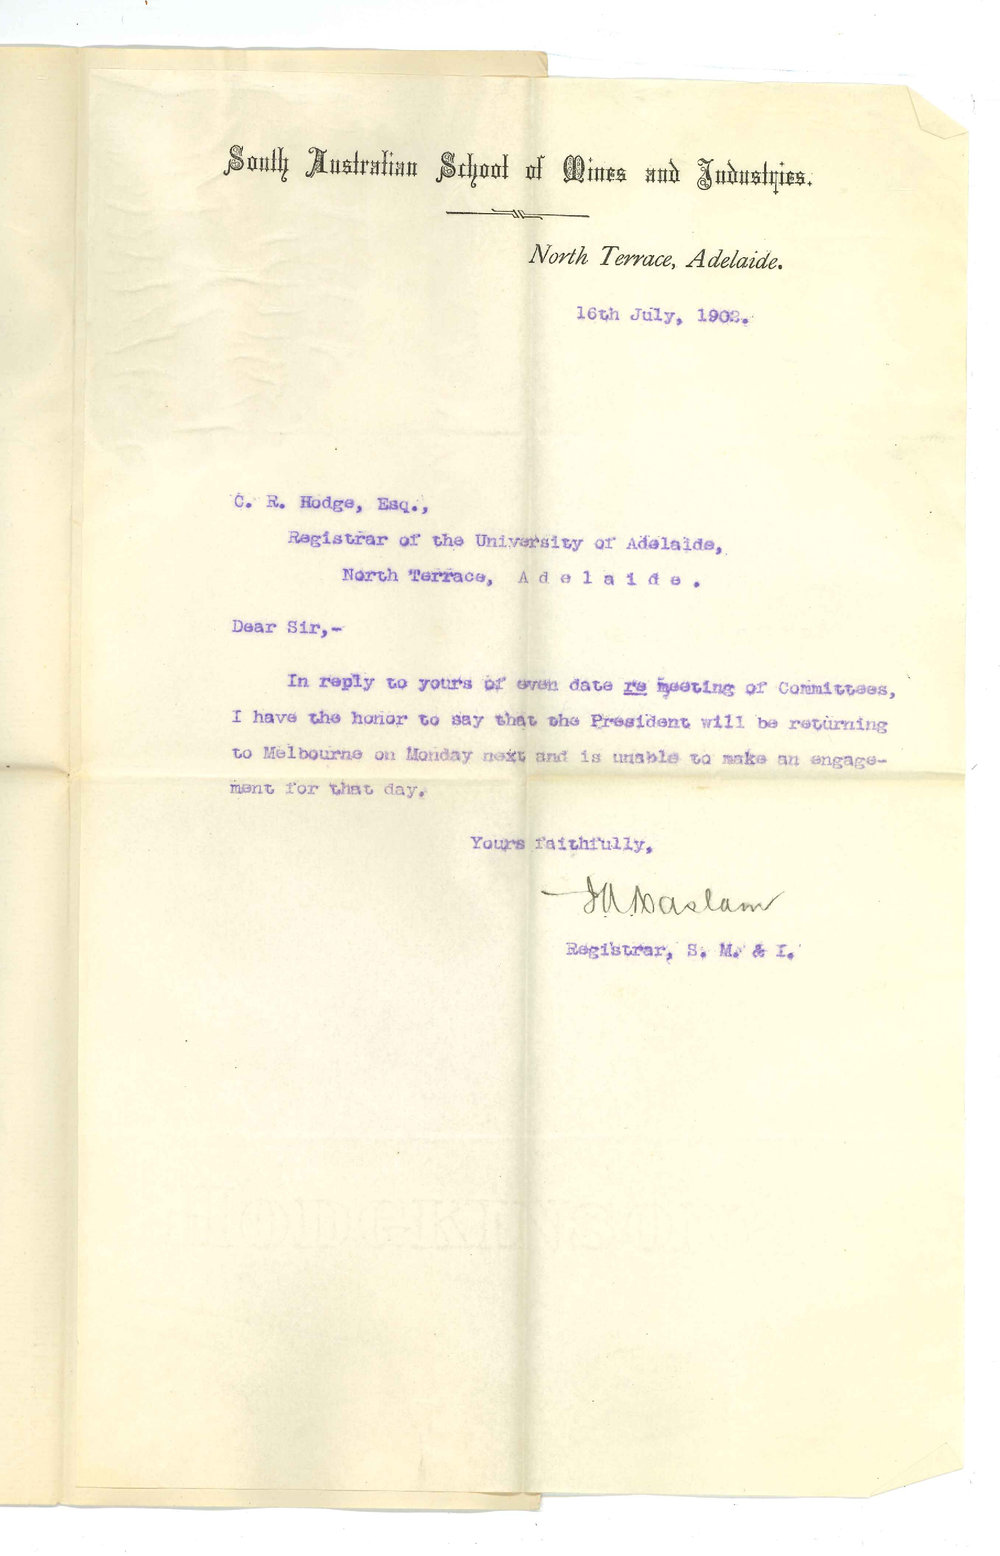 South Australian School of Mines and Industries.
North Terrace, Adelaide.
16th July, 1902.
C. R. Hodge, Esq.,
Registrar of the University of Adelaide,
North Terrace, A d e l a i d e .
Dear Sir,-
In reply to yours of even date re meeting of Committees,
I have the honor to say that the President will be returning
to Melbourne on Monday next and is unable to make an engage-
ment for that day.
Yours faithfully,
J A Haslam
Registrar, S. M. & I.